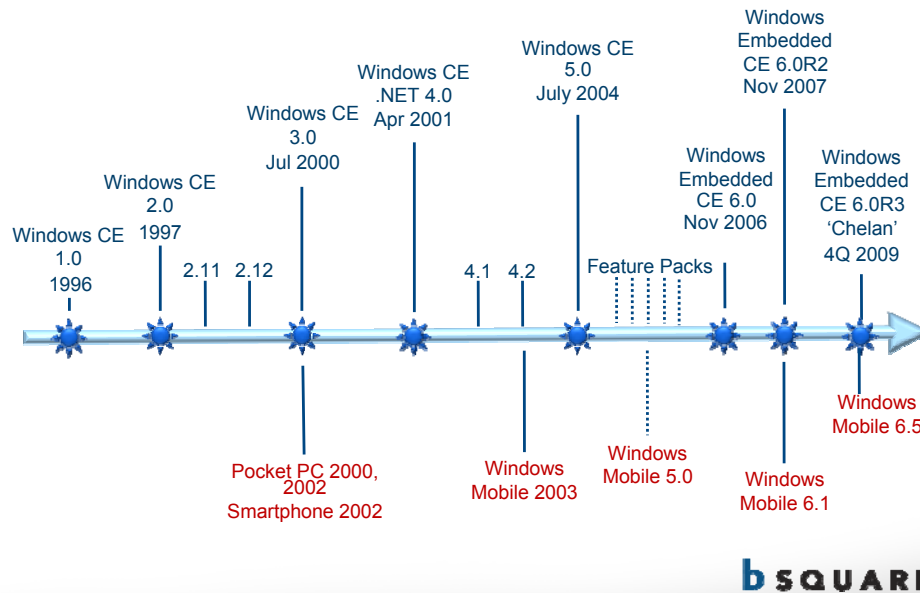 Windows CE
1.0
1996
Windows CE
2.0
1997
2.11
2.12
Windows CE
3.0
Jul 2000
Windows CE
.NET 4.0
Apr 2001
4.1
4.2
Windows CE
5.0
July 2004
Feature Packs
Windows
Embedded
CE 6.0
Nov 2006
Windows
Embedded
CE 6.0R2
Nov 2007
Windows
Embedded
CE 6.0R3
'Chelan'
4Q 2009
Pocket PC 2000,
2002
Smartphone 2002
Windows
Mobile 2003
Windows
Mobile 5.0
Windows
Mobile 6.1
Windows
Mobile 6.5
b SQUARE